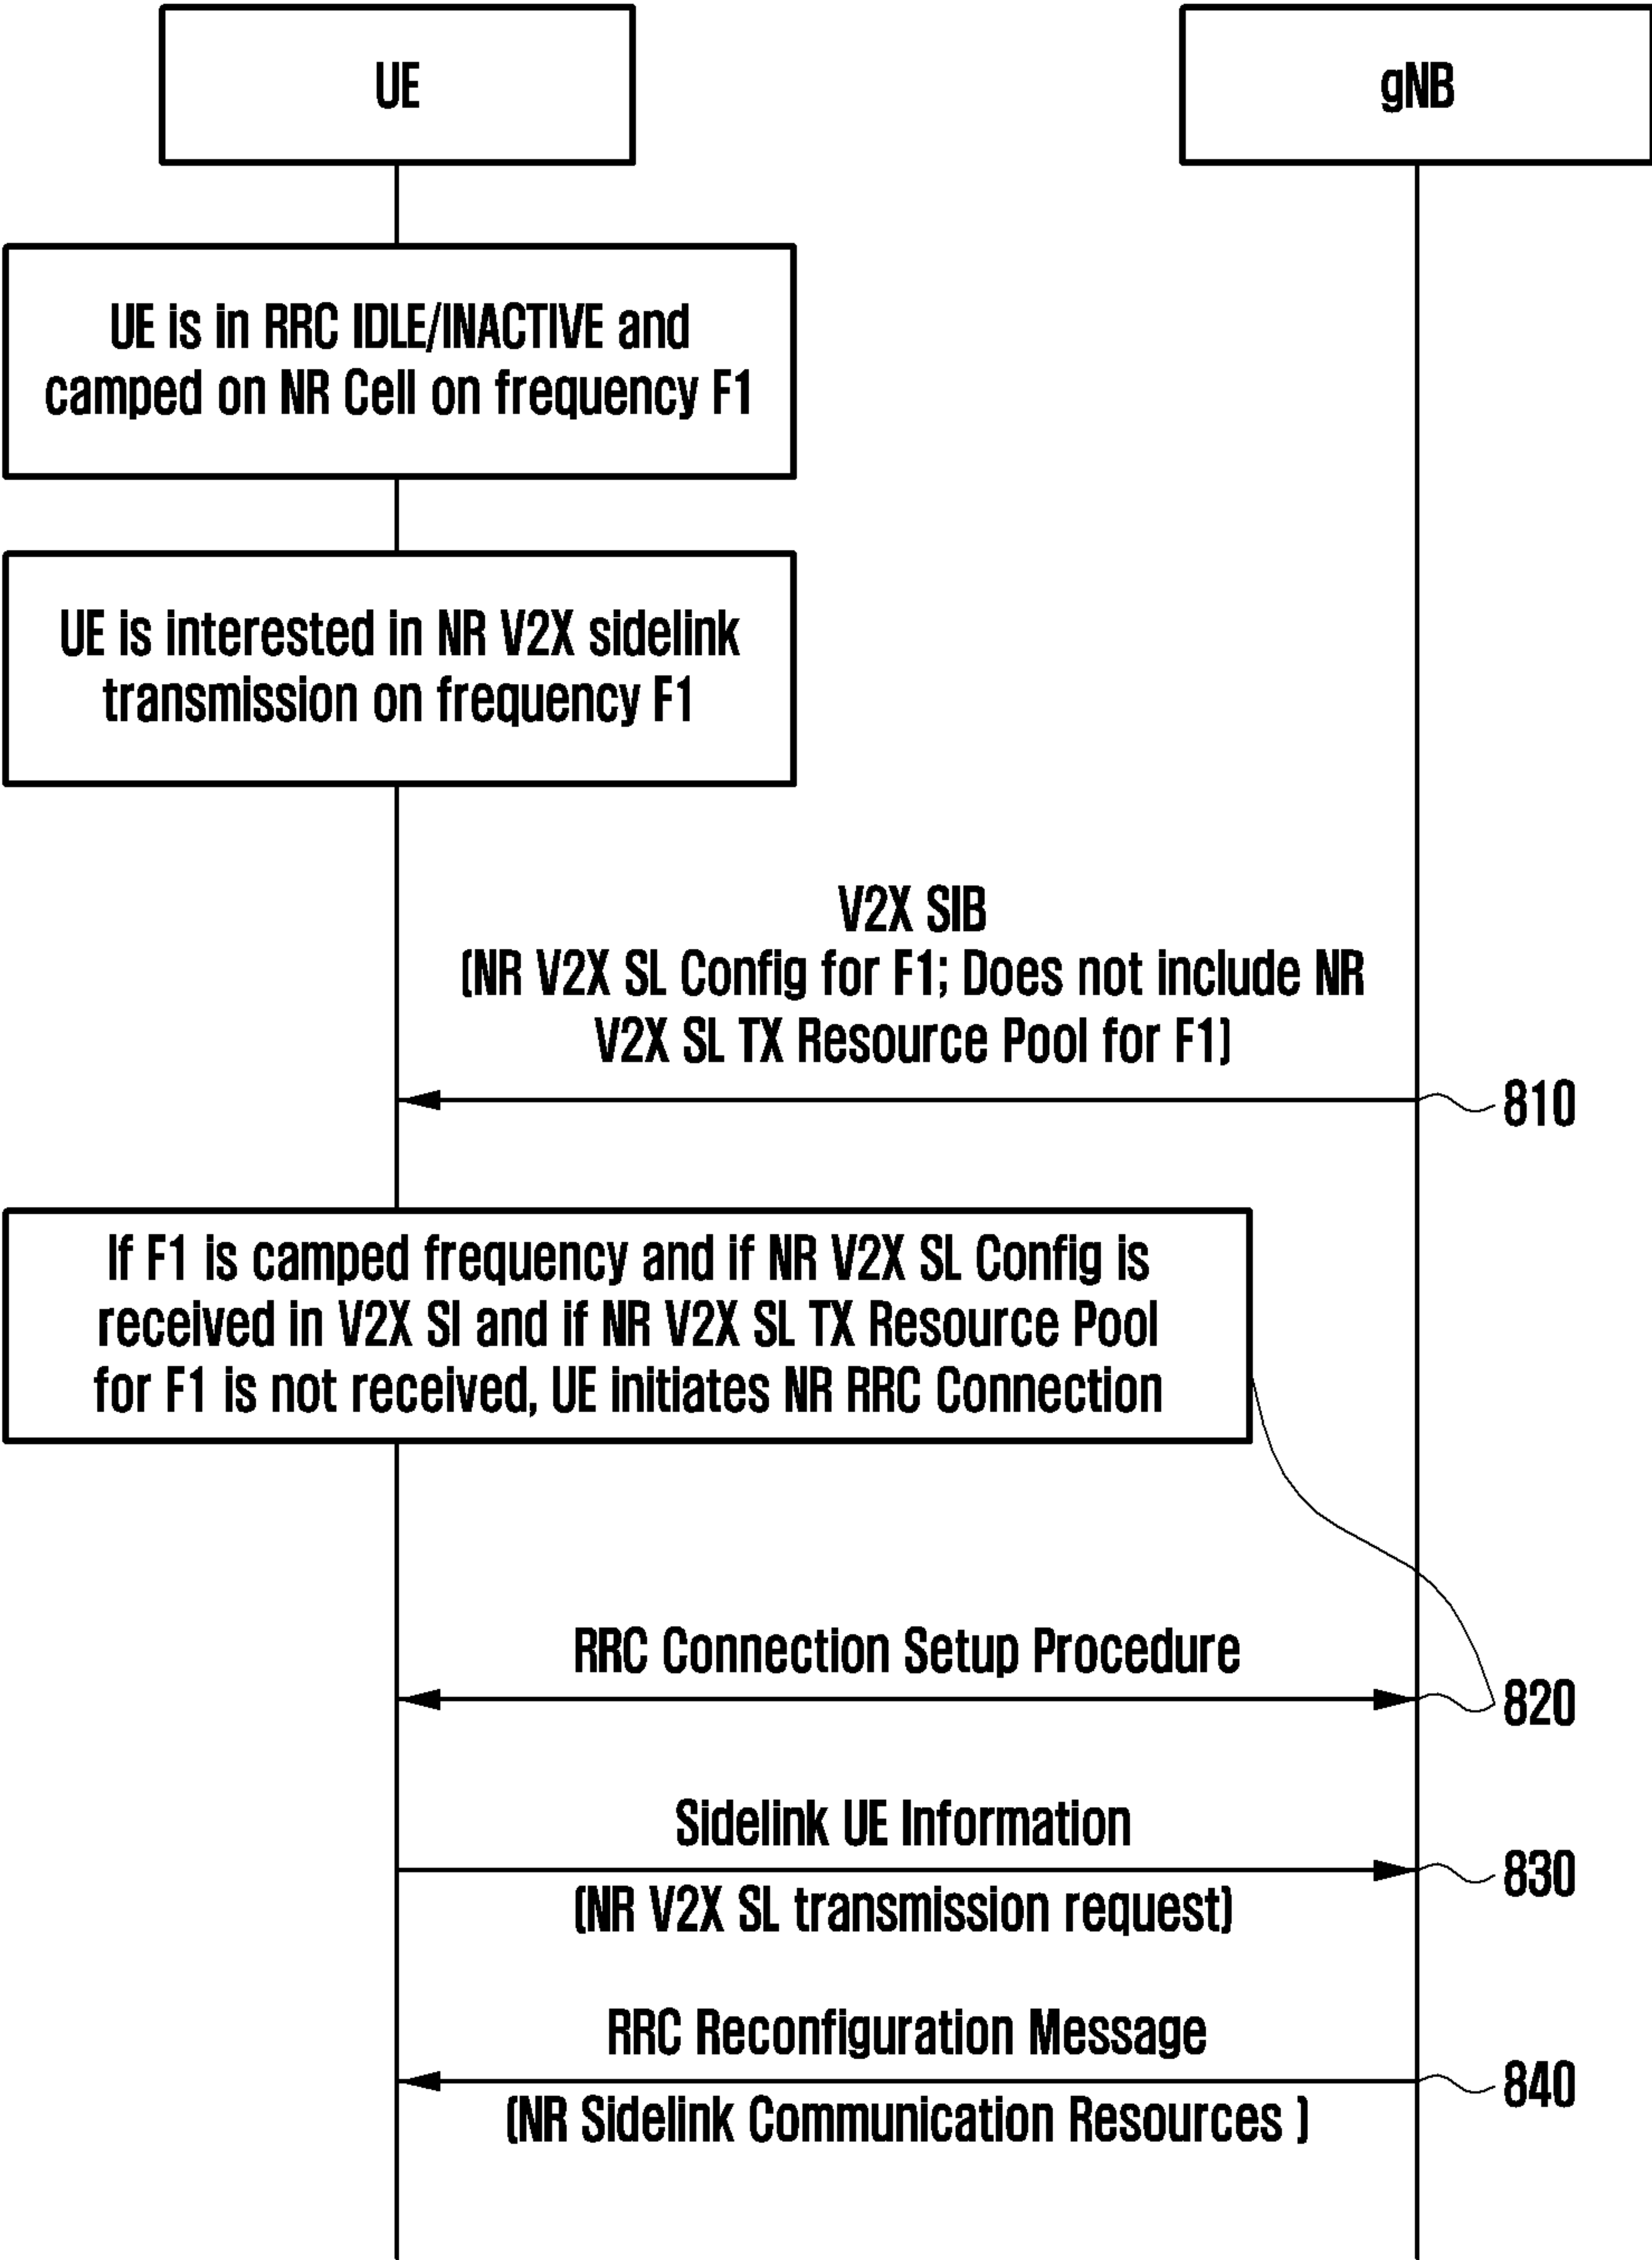 UE
gNB
UE is in RRC IDLE/INACTIVE and
camped on NR Cell on frequency F1
UE is interested in NR V2X sidelink
transmission on frequency F1
V2X SIB
(NR V2X SL Config for F1; Does not include NR
V2X SL TX Resource Pool for F1)
810
If F1 is camped frequency and if NR V2X SL Config is
received in V2X SI and if NR V2X SL TX Resource Pool
for F1 is not received, UE initiates NR RRC Connection
RRC Connection Setup Procedure
820
Sidelink UE Information
830
(NR V2X SL transmission request)
RRC Reconfiguration Message
840
(NR Sidelink Communication Resources )